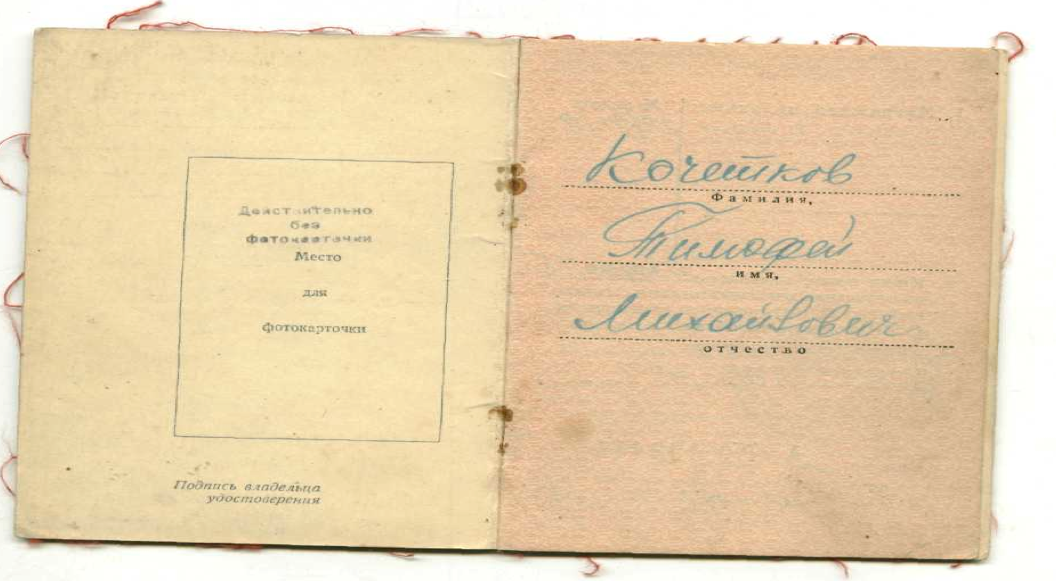 Действительно
без
фотокарточки
Место
для
фотокарточки
Подпись владельца
удостоверения
Кочетков
Фамилия,
Тимофей
имя,
Михайлович
отчество